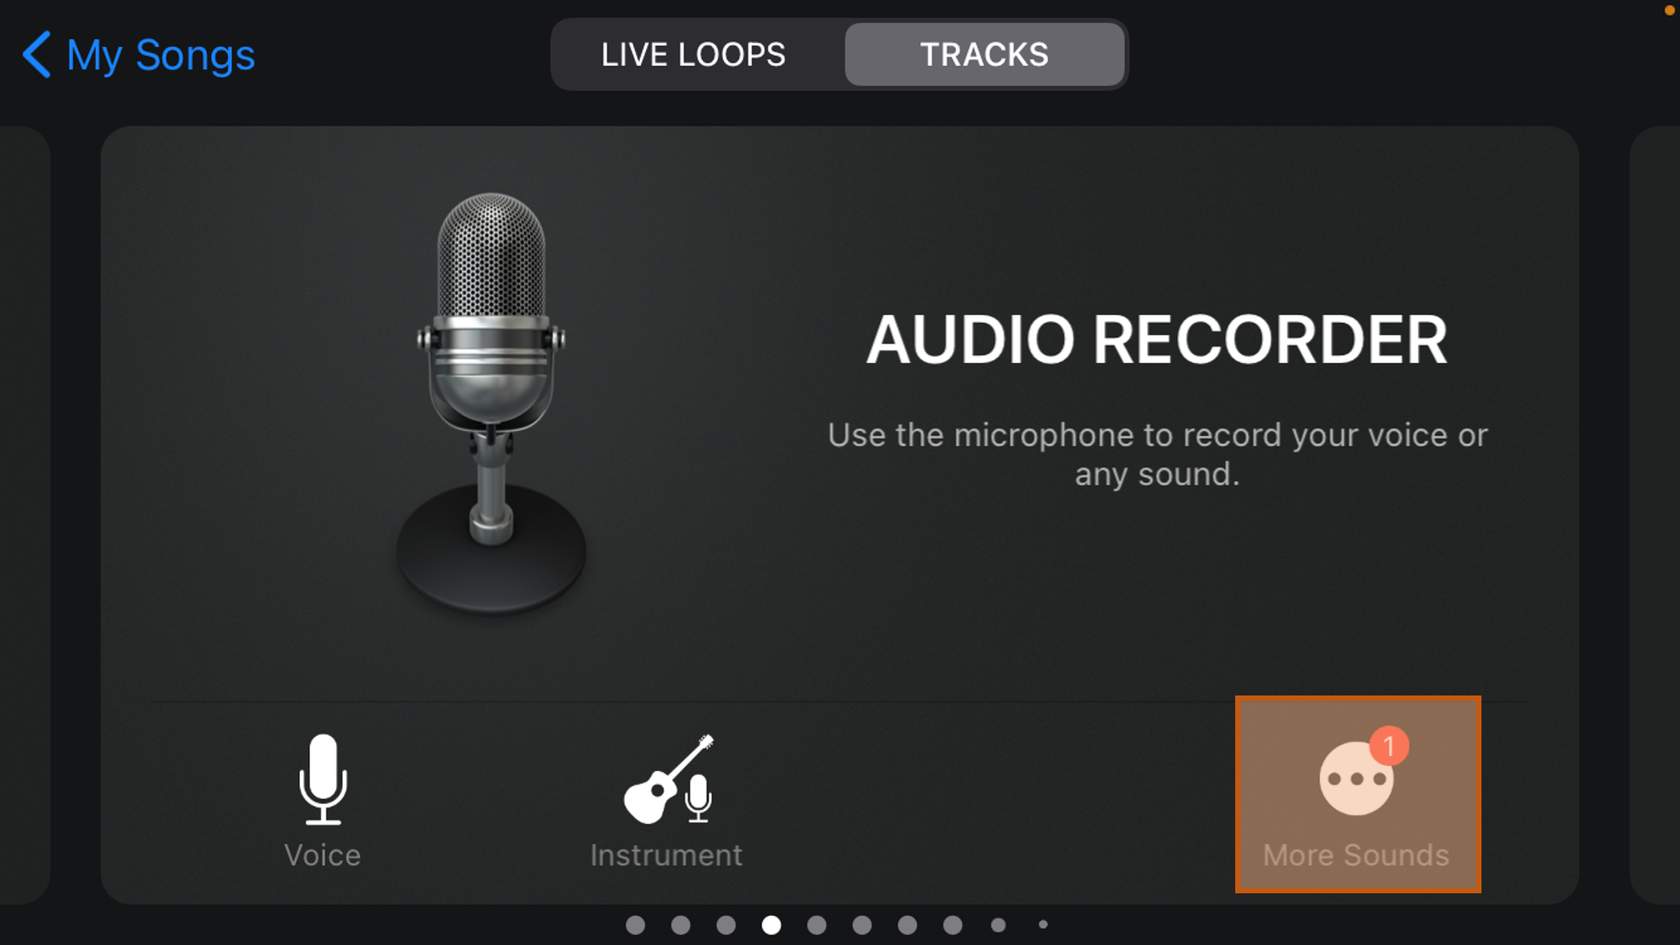 My Songs
LIVE LOOPS
TRACKS
AUDIO RECORDER
Use the microphone to record your voice or
any sound.
1
Voice
Instrument
More Sounds